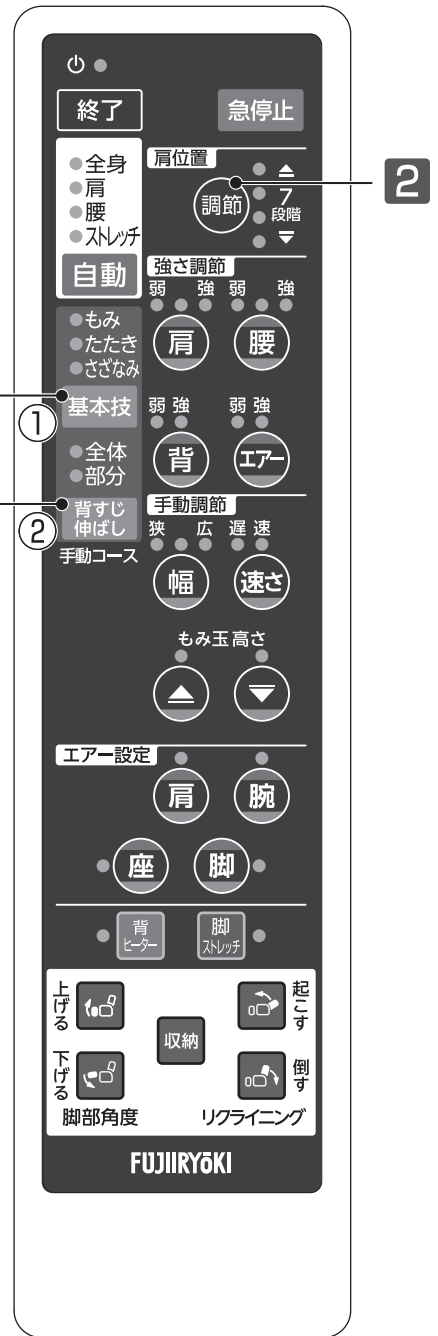 終了
急停止
全身
肩
腰
ストレッチ
自動
肩位置
調節
7
段階
2
強さ調節
弱 強 弱 強
肩 腰
もみ
たたき
さざなみ
基本技
①
弱 強 弱 強
背 エアー
全体
部分
背すじ
伸ばし
②
手動コース
手動調節
狭 広 遅 速
幅 速さ
もみ玉高さ
エアー設定
肩 腕
座 脚
背
ヒーター
脚
ストレッチ
上げる
下げる
脚部角度
収納
起こす
倒す
リクライニング
FUJIIRYōKI